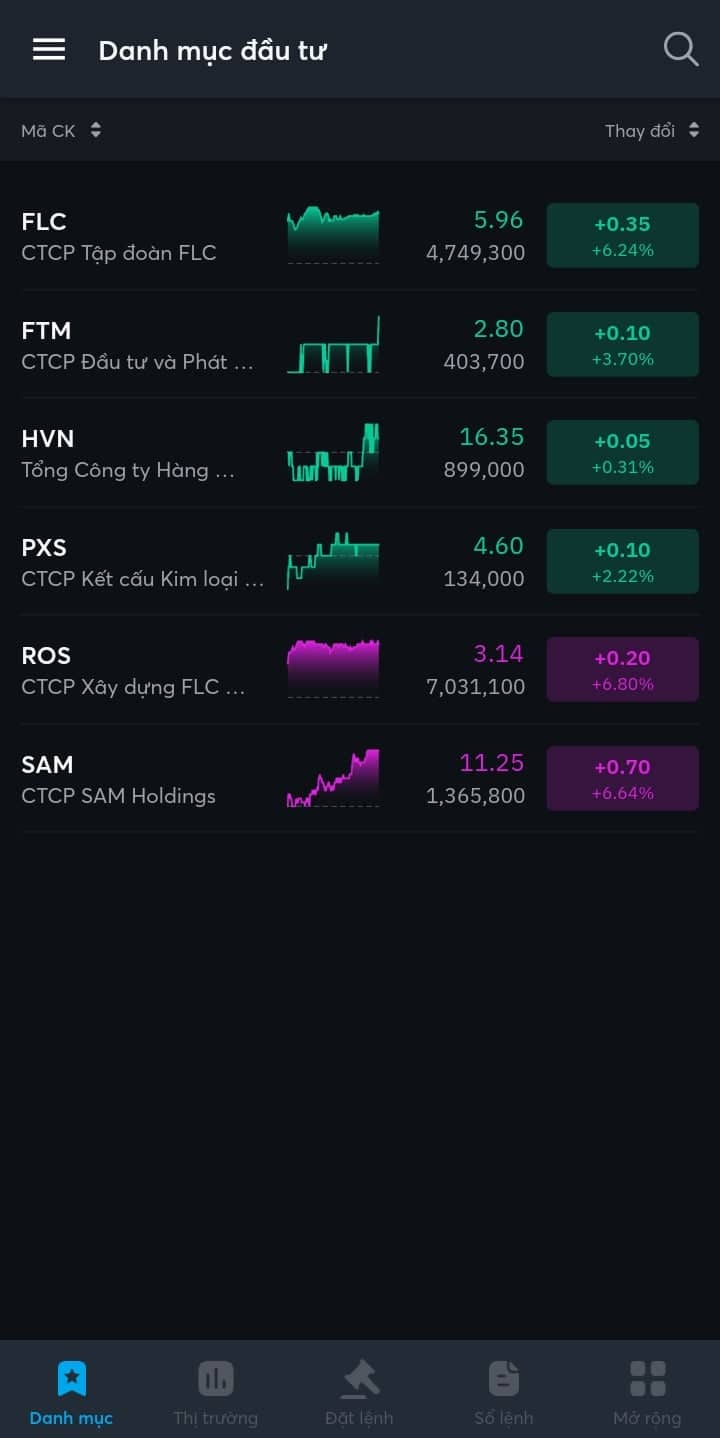 Danh mục đầu tư
Mã CK Thay đổi
FLC 5.96 +0.35
CTCP Tập đoàn FLC 4,749,300 +6.24%
FTM 2.80 +0.10
CTCP Đầu tư và Phát ... 403,700 +3.70%
HVN 16.35 +0.05
Tổng Công ty Hàng ... 899,000 +0.31%
PXS 4.60 +0.10
CTCP Kết cấu Kim loại ... 134,000 +2.22%
ROS 3.14 +0.20
CTCP Xây dựng FLC ... 7,031,100 +6.80%
SAM 11.25 +0.70
CTCP SAM Holdings 1,365,800 +6.64%
Danh mục Thị trường Đặt lệnh Sổ lệnh Mở rộng